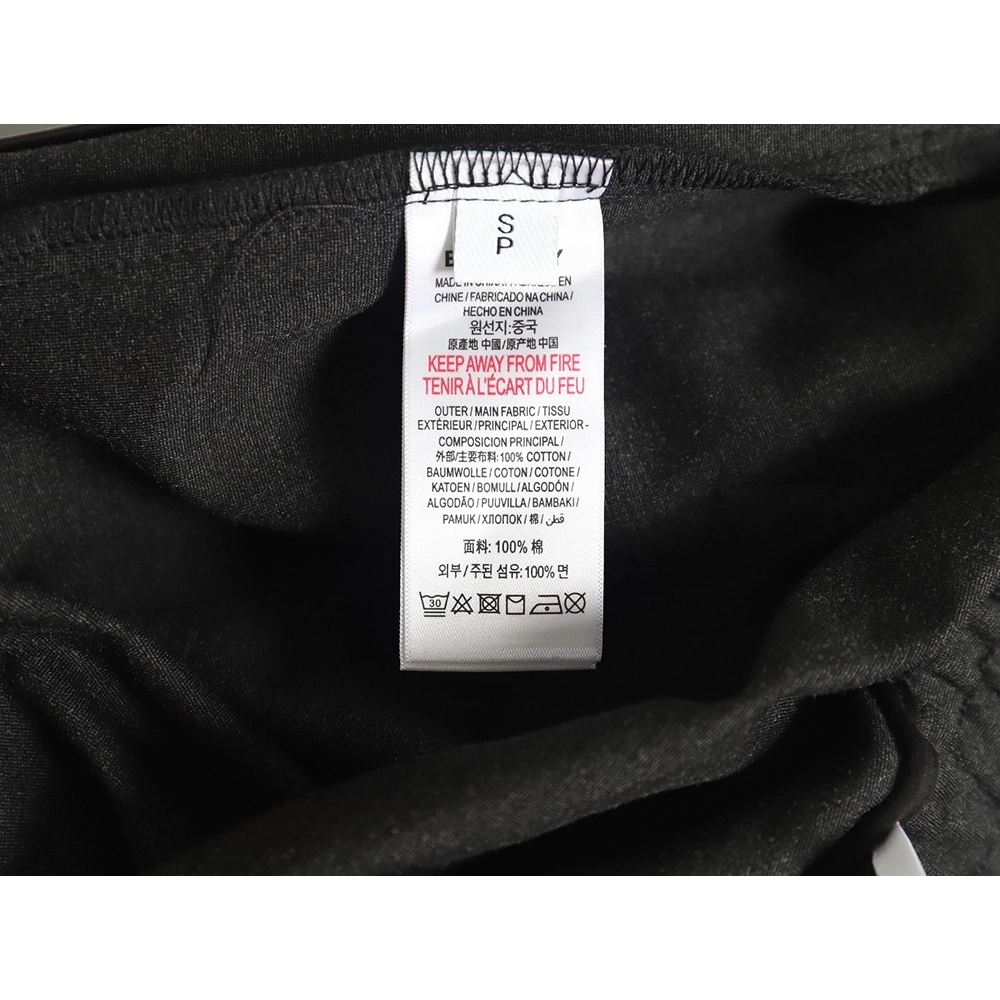 S
P
CHINE / FABRICADO NA CHINA /
HECHO EN CHINA
원선지:중국
原產地 中國/原产地 中国
KEEP AWAY FROM FIRE
TENIR À L'ÉCART DU FEU
OUTER / MAIN FABRIC / TISSU
EXTÉRIEUR / PRINCIPAL / EXTERIOR -
COMPOSICION PRINCIPAL /
外部/主要布料: 100% COTTON /
BAUMWOLLE / COTON / COTONE /
KATOEN / BOMULL / ALGODÓN /
ALGODÃO / PUUVILLA / BAMBAKI /
PAMUK / ХЛОПОК / 棉 / قطن
面料: 100% 棉
외부 / 주된 섬유: 100% 면
30